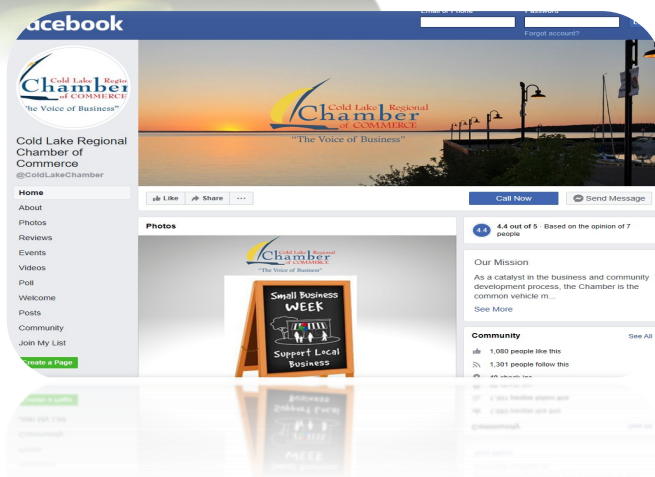 acebook
Email or Phone
Password
Forgot account?
Cold Lake Regio
Chamber
of COMMERCE
he Voice of Business"
Cold Lake Regional
Chamber of
Commerce
@ColdLakeChamber
Cold Lake Regional
Chamber
of COMMERCE
"The Voice of Business"
Home
About
Photos
Reviews
Events
Videos
Poll
Welcome
Posts
Community
Join My List
Create a Page
Like
Share
Call Now
Send Message
Photos
Cold Lake Regional
Chamber
of COMMERCE
"The Voice of Business"
Small Business
WEEK
Support Local
Business
4.4
4.4 out of 5 · Based on the opinion of 7
people
Our Mission
As a catalyst in the business and community
development process, the Chamber is the
common vehicle m...
See More
Community
See All
1,080 people like this
1,301 people follow this